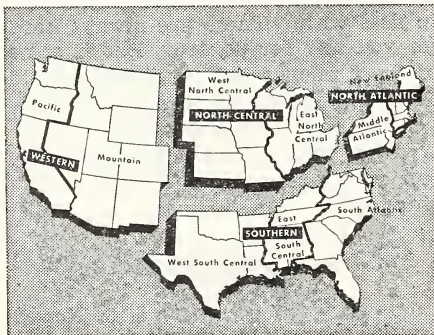 Pacific
WESTERN
Mountain
West
North Central
NORTH CENTRAL
East
North
Central
New England
NORTH ATLANTIC
Middle
Atlantic
West South Central
East
SOUTHERN
South
Central
South Atlantic